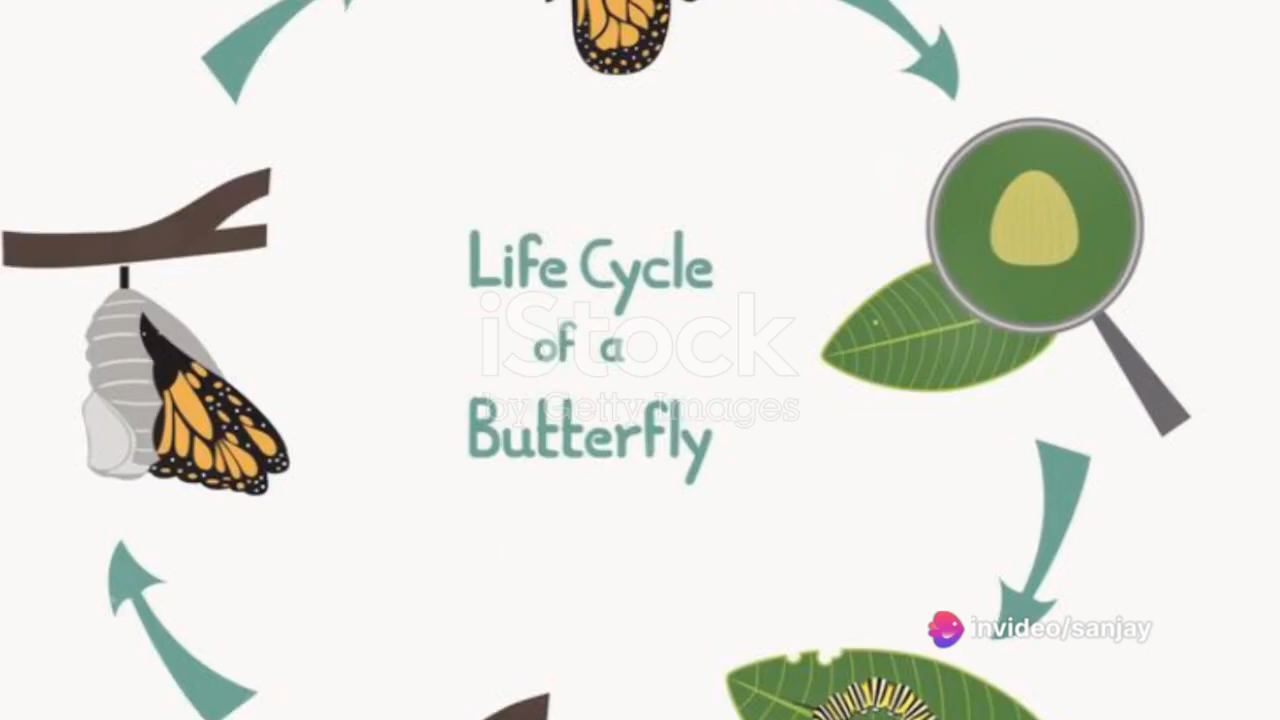 Life Cycle
of a
Butterfly
iStock
by Getty Images
invideo/sanjay